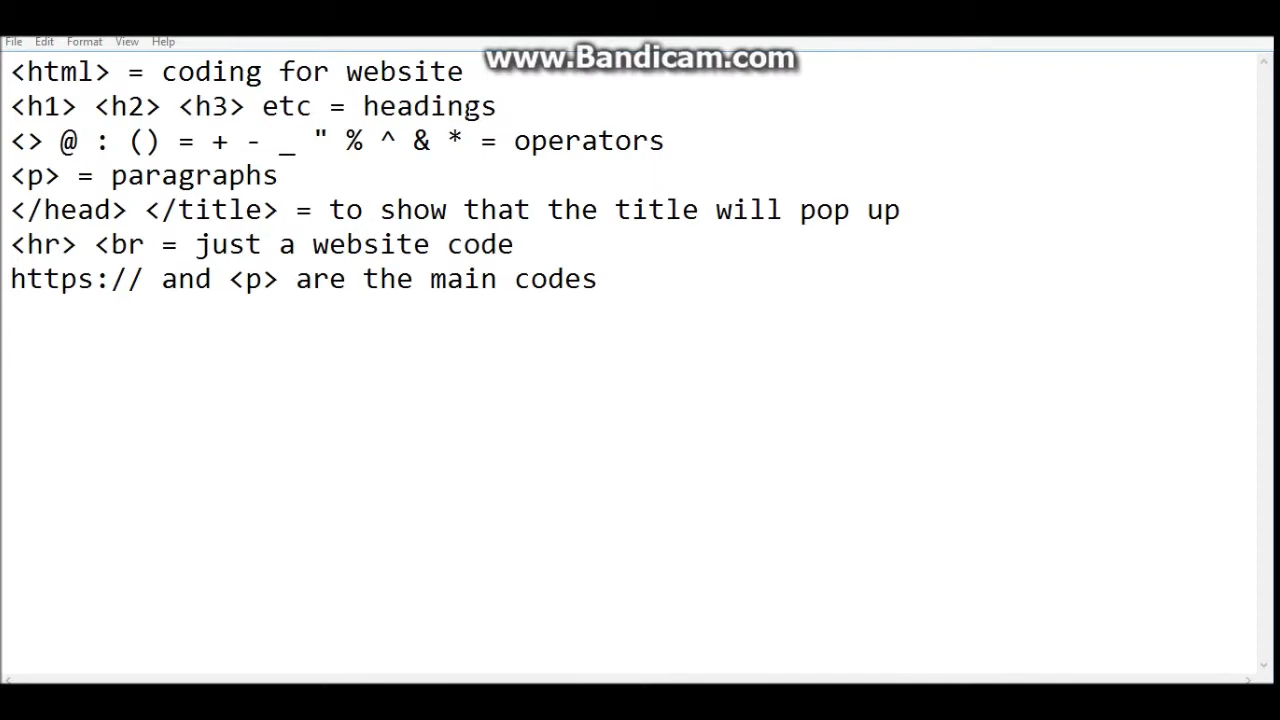 File Edit Format View Help
www.Bandicam.com
<html> = coding for website
<h1> <h2> <h3> etc = headings
<> @ : () = + - _ " % ^ & * = operators
<p> = paragraphs
</head> </title> = to show that the title will pop up
<hr> <br = just a website code
https:// and <p> are the main codes